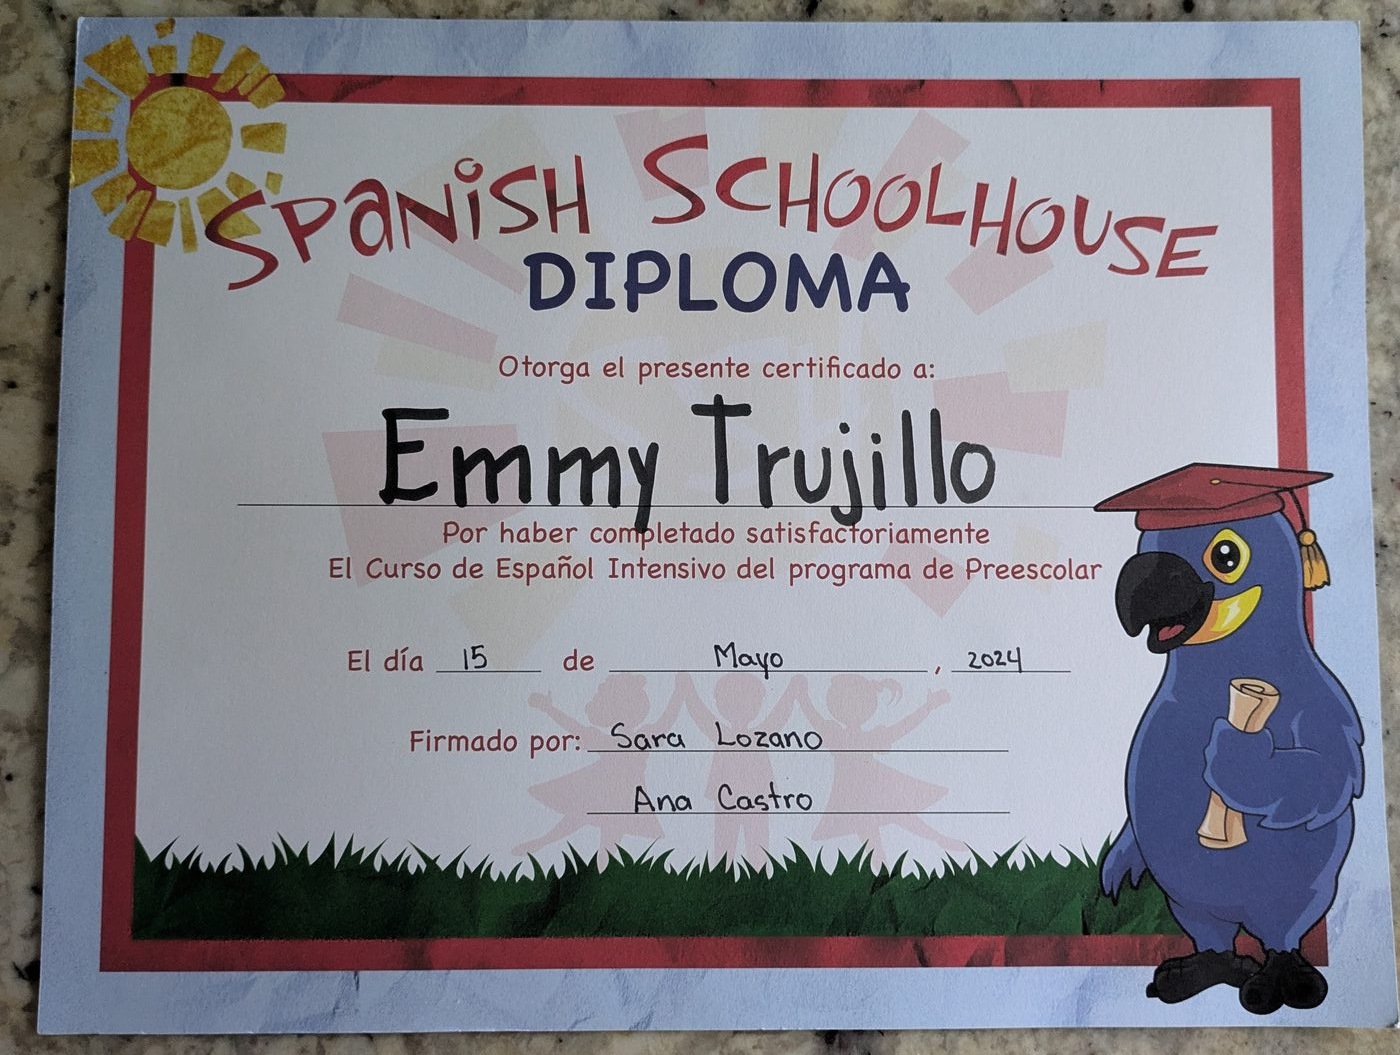 SPANiSH SCHOOLHOUSE
DIPLOMA
Otorga el presente certificado a:
Emmy Trujillo
Por haber completado satisfactoriamente
El Curso de Español Intensivo del programa de Preescolar
El día 15 de Mayo, 2024
Firmado por: Sara Lozano
Ana Castro